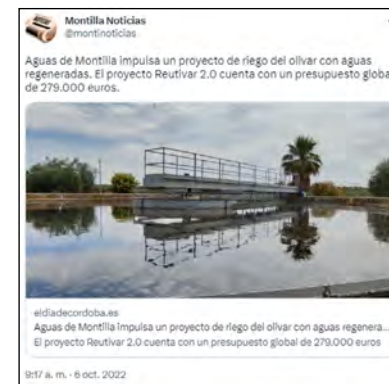 Montilla Noticias
@montinoticias
Aguas de Montilla impulsa un proyecto de riego del olivar con aguas
regeneradas. El proyecto Reutivar 2.0 cuenta con un presupuesto global
de 279.000 euros.
eldiadecordoba.es
Aguas de Montilla impulsa un proyecto de riego del olivar con aguas regenera...
El proyecto Reutivar 2.0 cuenta con un presupuesto global de 279.000 euros
9:17 a. m. · 6 oct. 2022